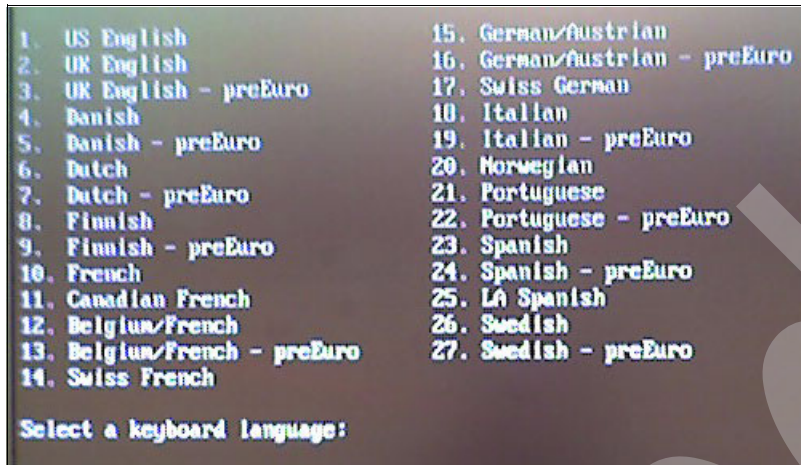 1. US English
2. UK English
3. UK English - preEuro
4. Danish
5. Danish - preEuro
6. Dutch
7. Dutch - preEuro
8. Finnish
9. Finnish - preEuro
10. French
11. Canadian French
12. Belgium/French
13. Belgium/French - preEuro
14. Swiss French
15. German/Austrian
16. German/Austrian - preEuro
17. Swiss German
18. Italian
19. Italian - preEuro
20. Norwegian
21. Portuguese
22. Portuguese - preEuro
23. Spanish
24. Spanish - preEuro
25. LA Spanish
26. Swedish
27. Swedish - preEuro
Select a keyboard language: